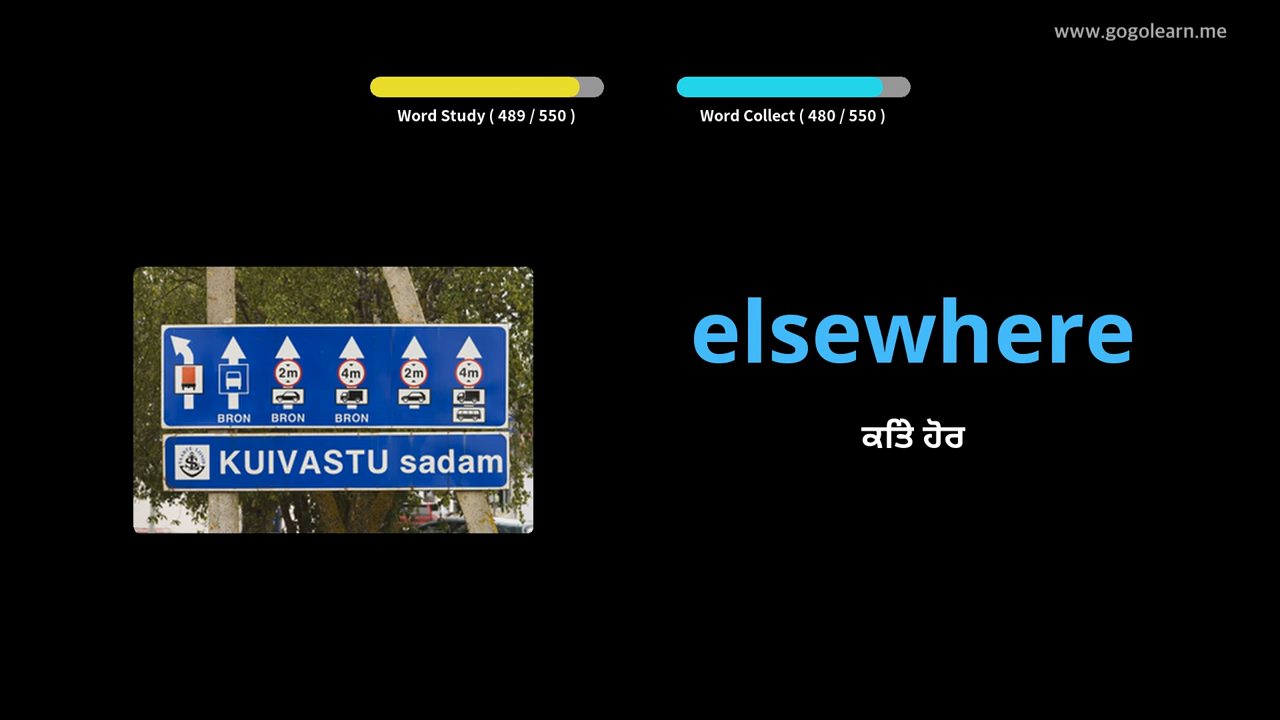 www.gogolearn.me
Word Study ( 489 / 550 )
Word Collect ( 480 / 550 )
elsewhere
ਕਤਿੇ ਹੋਰ
2m 4m 2m 4m
BRON BRON BRON
KUIVASTU sadam